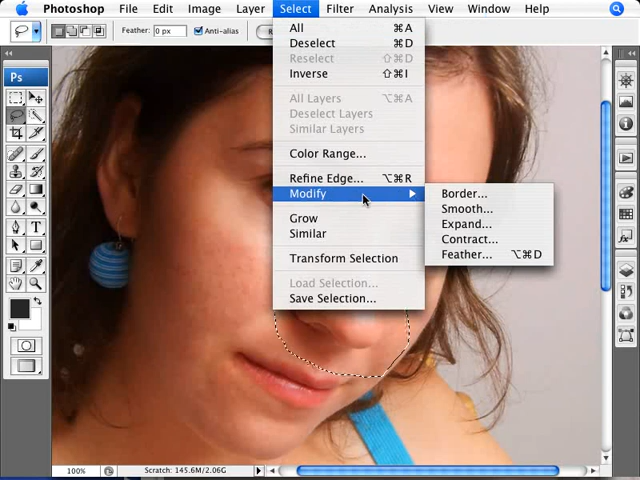 Photoshop File Edit Image Layer Select Filter Analysis View Window Help
Feather: 0 px Anti-alias
All ⌘A
Deselect ⌘D
Reselect ⇧⌘D
Inverse ⇧⌘I
All Layers ⌥⌘A
Deselect Layers
Similar Layers
Color Range...
Refine Edge... ⌥⌘R
Modify
Border...
Smooth...
Expand...
Contract...
Feather... ⌥⌘D
Grow
Similar
Transform Selection
Load Selection...
Save Selection...
Ps
T
100%
Scratch: 145.6M/2.06G